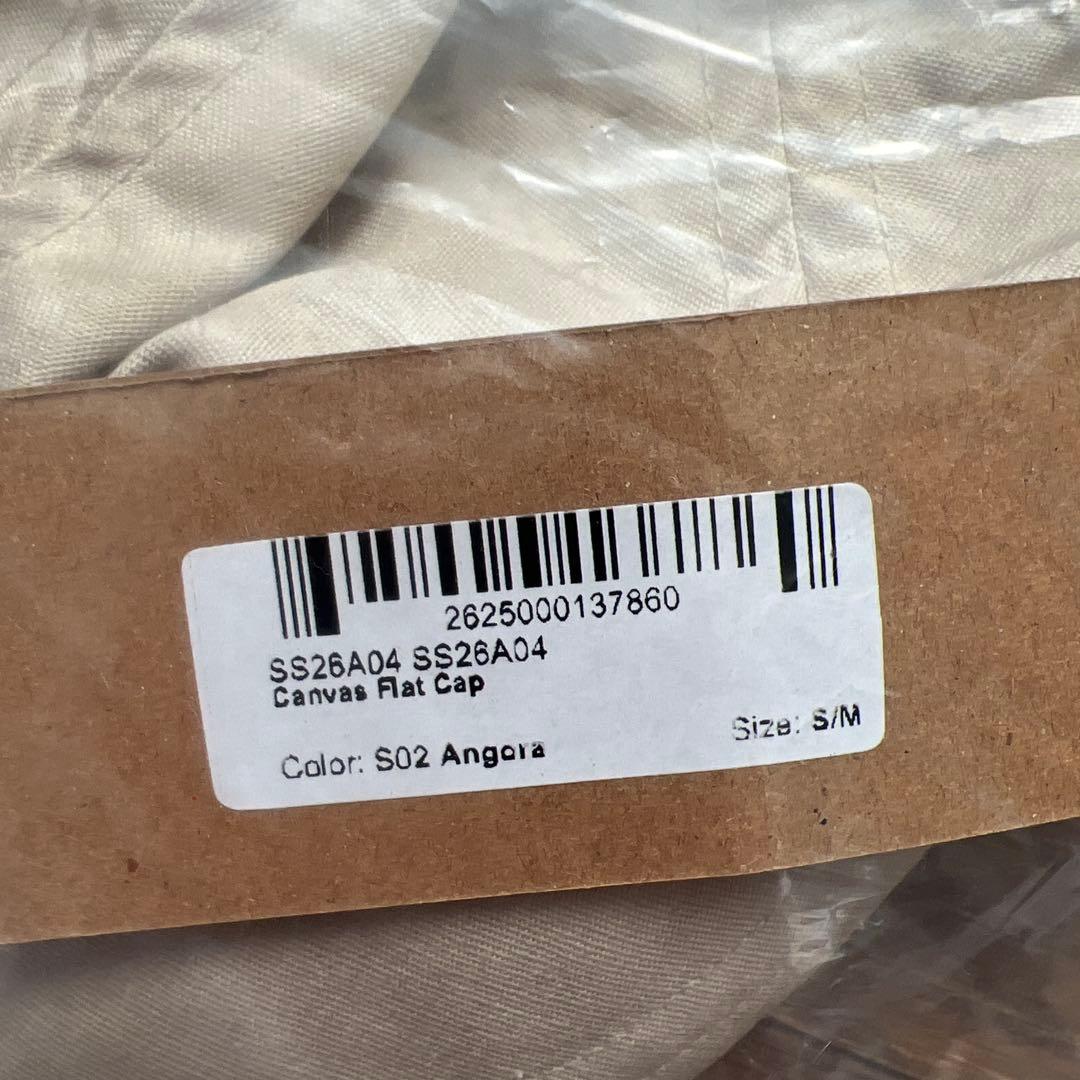 2625000137860
SS26A04 SS26A04
Canvas Flat Cap
Size: S/M
Color: S02 Angora